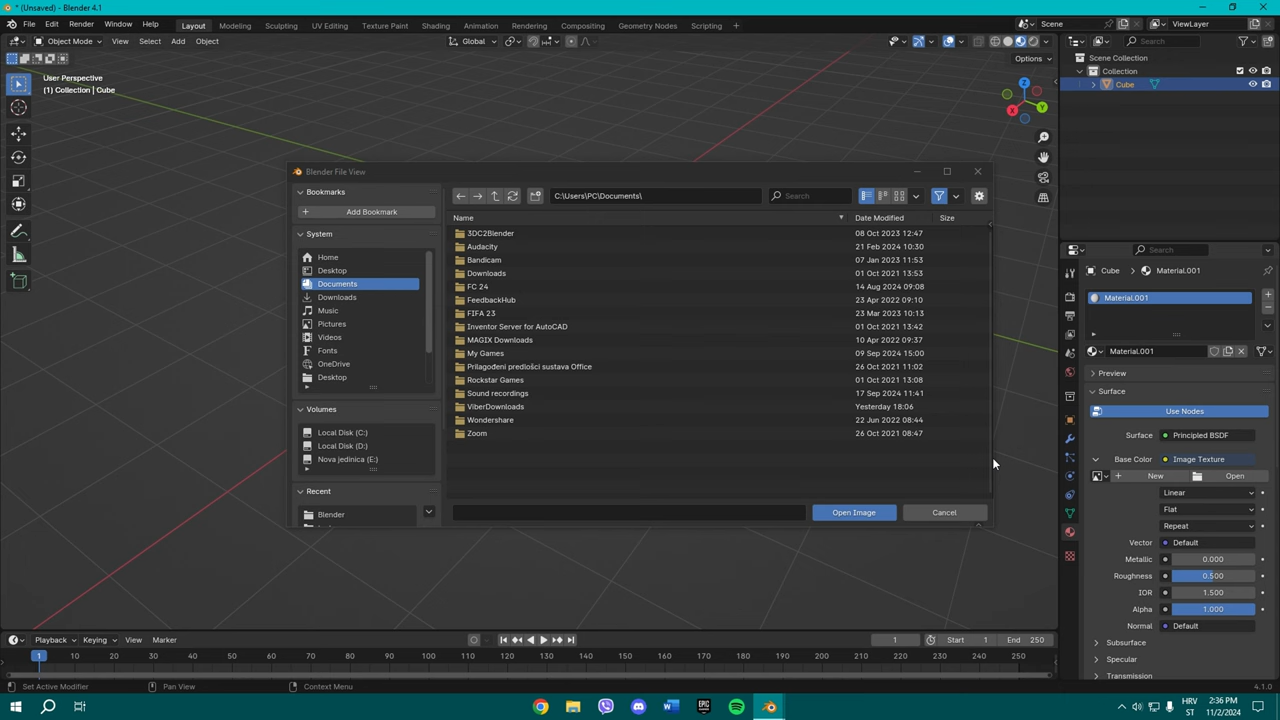 * (Unsaved) - Blender 4.1
File Edit Render Window Help Layout Modeling Sculpting UV Editing Texture Paint Shading Animation Rendering Compositing Geometry Nodes Scripting + Scene ViewLayer
Object Mode View Select Add Object Global Search
Options
User Perspective
(1) Collection | Cube
Scene Collection
Collection
Cube
X
Y
Z
Blender File View
Bookmarks
Add Bookmark
System
Home
Desktop
Documents
Downloads
Music
Pictures
Videos
Fonts
OneDrive
Desktop
Volumes
Local Disk (C:)
Local Disk (D:)
Nova jedinica (E:)
Recent
Blender
C:\Users\PC\Documents\ Search
Name Date Modified Size
3DC2Blender 08 Oct 2023 12:47
Audacity 21 Feb 2024 10:30
Bandicam 07 Jan 2023 11:53
Downloads 01 Oct 2021 13:53
FC 24 14 Aug 2024 09:08
FeedbackHub 23 Apr 2022 09:10
FIFA 23 23 Mar 2023 10:13
Inventor Server for AutoCAD 01 Oct 2021 13:42
MAGIX Downloads 10 Apr 2022 09:37
My Games 09 Sep 2024 15:00
Prilagođeni predlošci sustava Office 26 Oct 2021 11:02
Rockstar Games 01 Oct 2021 13:08
Sound recordings 17 Sep 2024 11:41
ViberDownloads Yesterday 18:06
Wondershare 22 Jun 2022 08:44
Zoom 26 Oct 2021 08:47
Open Image Cancel
Search
Cube Material.001
Material.001
Material.001
Preview
Surface
Use Nodes
Surface Principled BSDF
Base Color Image Texture
New Open
Linear
Flat
Repeat
Vector Default
Metallic 0.000
Roughness 0.500
IOR 1.500
Alpha 1.000
Normal Default
Subsurface
Specular
Transmission
Playback Keying View Marker 1 Start 1 End 250
1 10 20 30 40 50 60 70 80 90 100 110 120 130 140 150 160 170 180 190 200 210 220 230 240 250
Set Active Modifier Pan View Context Menu 4.1.0
HRV
ST
2:36 PM
11/2/2024